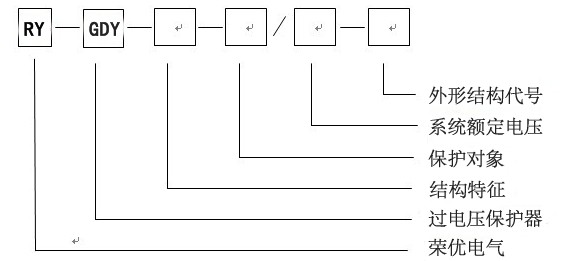 RY — GDY — □ — □ / □ — □
外形结构代号
系统额定电压
保护对象
结构特征
过电压保护器
荣优电气